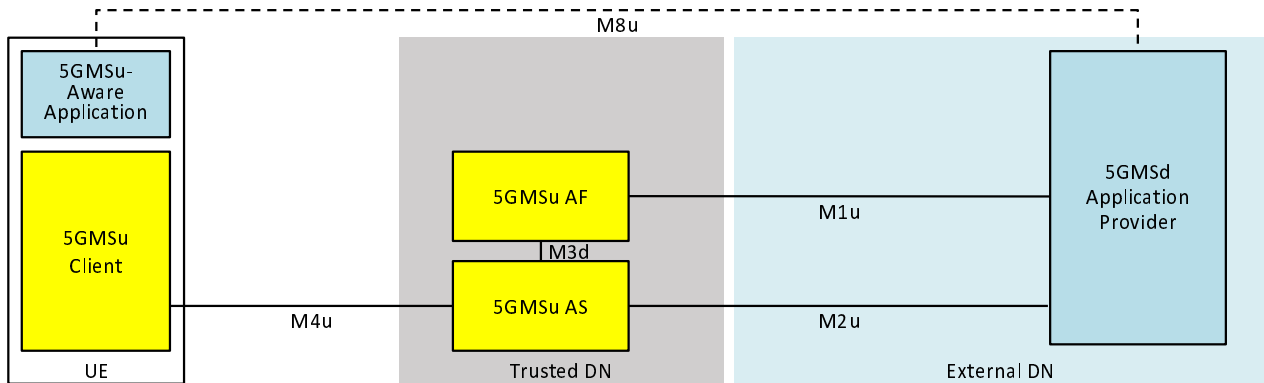 M8u
5GMSu-
Aware
Application
5GMSu
Client
UE
M4u
5GMSu AF
M3d
5GMSu AS
Trusted DN
M1u
M2u
5GMSd
Application
Provider
External DN